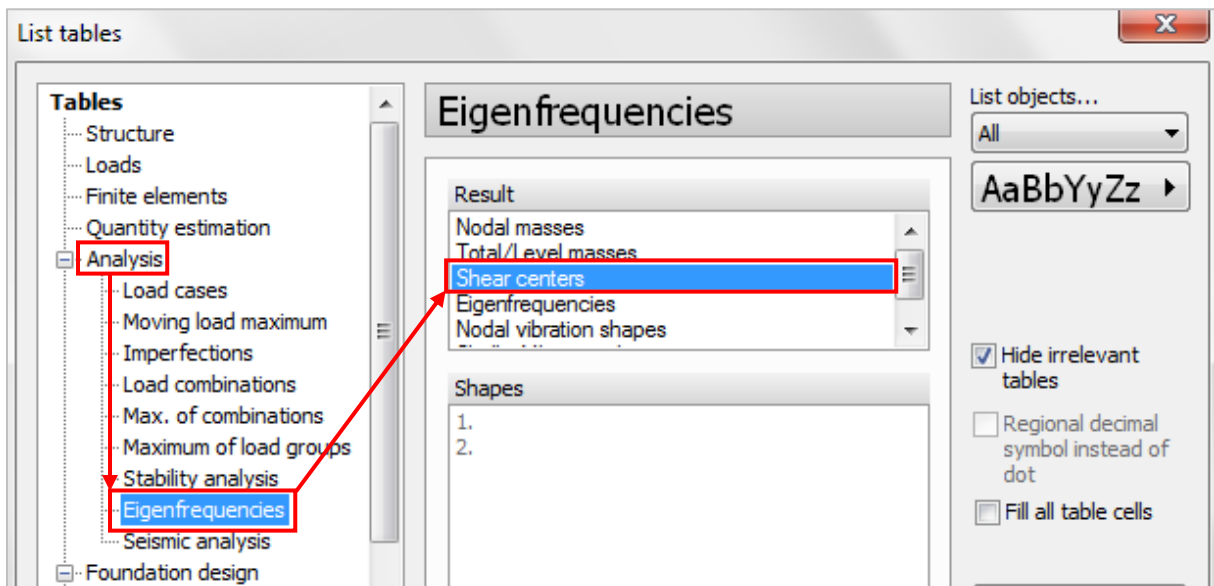 List tables
Tables
Structure
Loads
Finite elements
Quantity estimation
Analysis
Load cases
Moving load maximum
Imperfections
Load combinations
Max. of combinations
Maximum of load groups
Stability analysis
Eigenfrequencies
Seismic analysis
Foundation design
Eigenfrequencies
Result
Nodal masses
Total/Level masses
Shear centers
Eigenfrequencies
Nodal vibration shapes
Shapes
1.
2.
List objects...
All
AaBbYyZz
Hide irrelevant
tables
Regional decimal
symbol instead of
dot
Fill all table cells